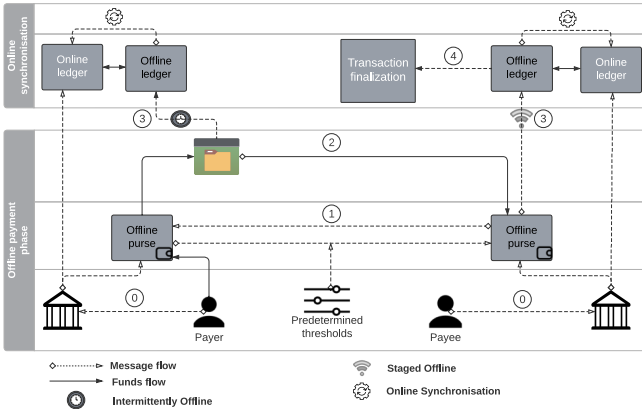 Online
synchronisation
Online
ledger
Offline
ledger
Transaction
finalization
4
Offline
ledger
Online
ledger
3
3
Offline payment
phase
2
1
Offline
purse
Offline
purse
0
0
Payer
Predetermined
thresholds
Payee
Message flow
Funds flow
Intermittently Offline
Staged Offline
Online Synchronisation